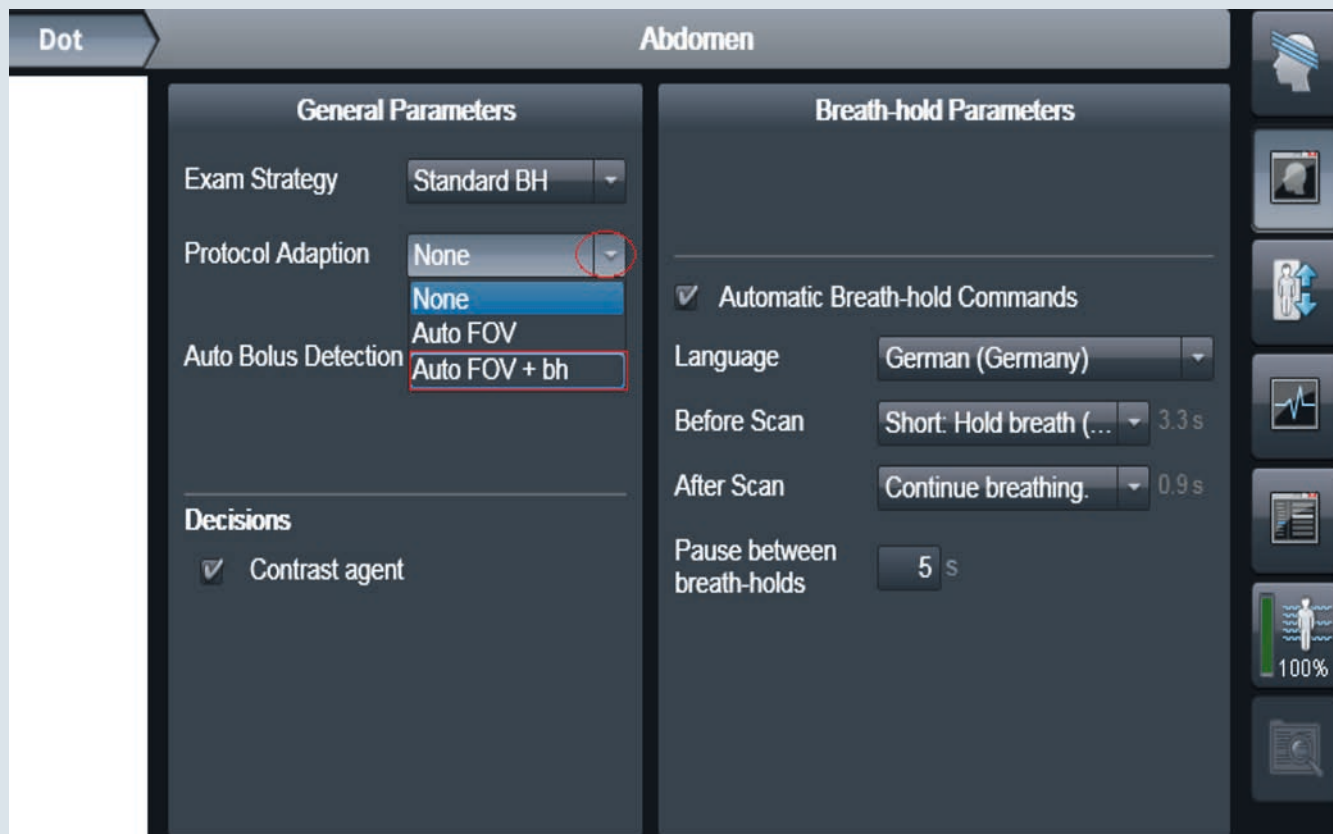 Dot
Abdomen
General Parameters
Exam Strategy
Standard BH
Protocol Adaption
None
None
Auto FOV
Auto Bolus Detection
Auto FOV + bh
Decisions
Contrast agent
Breath-hold Parameters
Automatic Breath-hold Commands
Language
German (Germany)
Before Scan
Short: Hold breath (...
3.3 s
After Scan
Continue breathing.
0.9 s
Pause between
breath-holds
5 s
100%